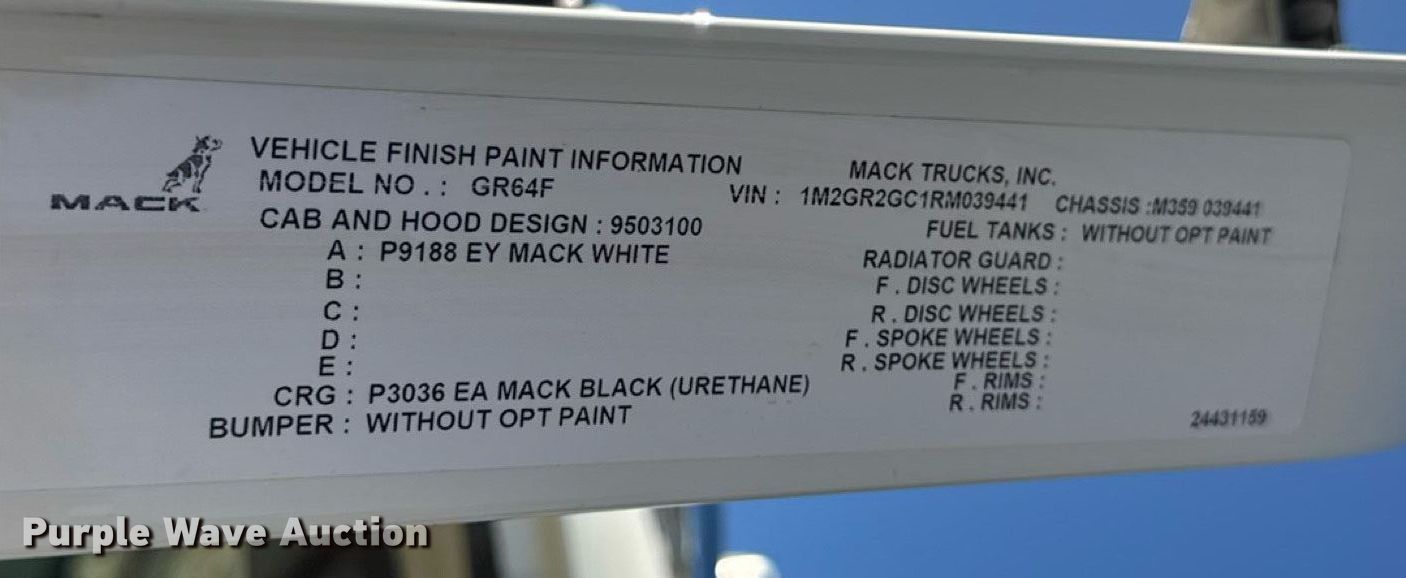 MACK
VEHICLE FINISH PAINT INFORMATION
MACK TRUCKS, INC.
MODEL NO . : GR64F
VIN : 1M2GR2GC1RM039441 CHASSIS :M359 039441
CAB AND HOOD DESIGN : 9503100
FUEL TANKS : WITHOUT OPT PAINT
A : P9188 EY MACK WHITE
RADIATOR GUARD :
B :
F . DISC WHEELS :
C :
R . DISC WHEELS :
D :
F . SPOKE WHEELS :
E :
R . SPOKE WHEELS :
CRG : P3036 EA MACK BLACK (URETHANE)
F . RIMS :
BUMPER : WITHOUT OPT PAINT
R . RIMS :
24431159
Purple Wave Auction